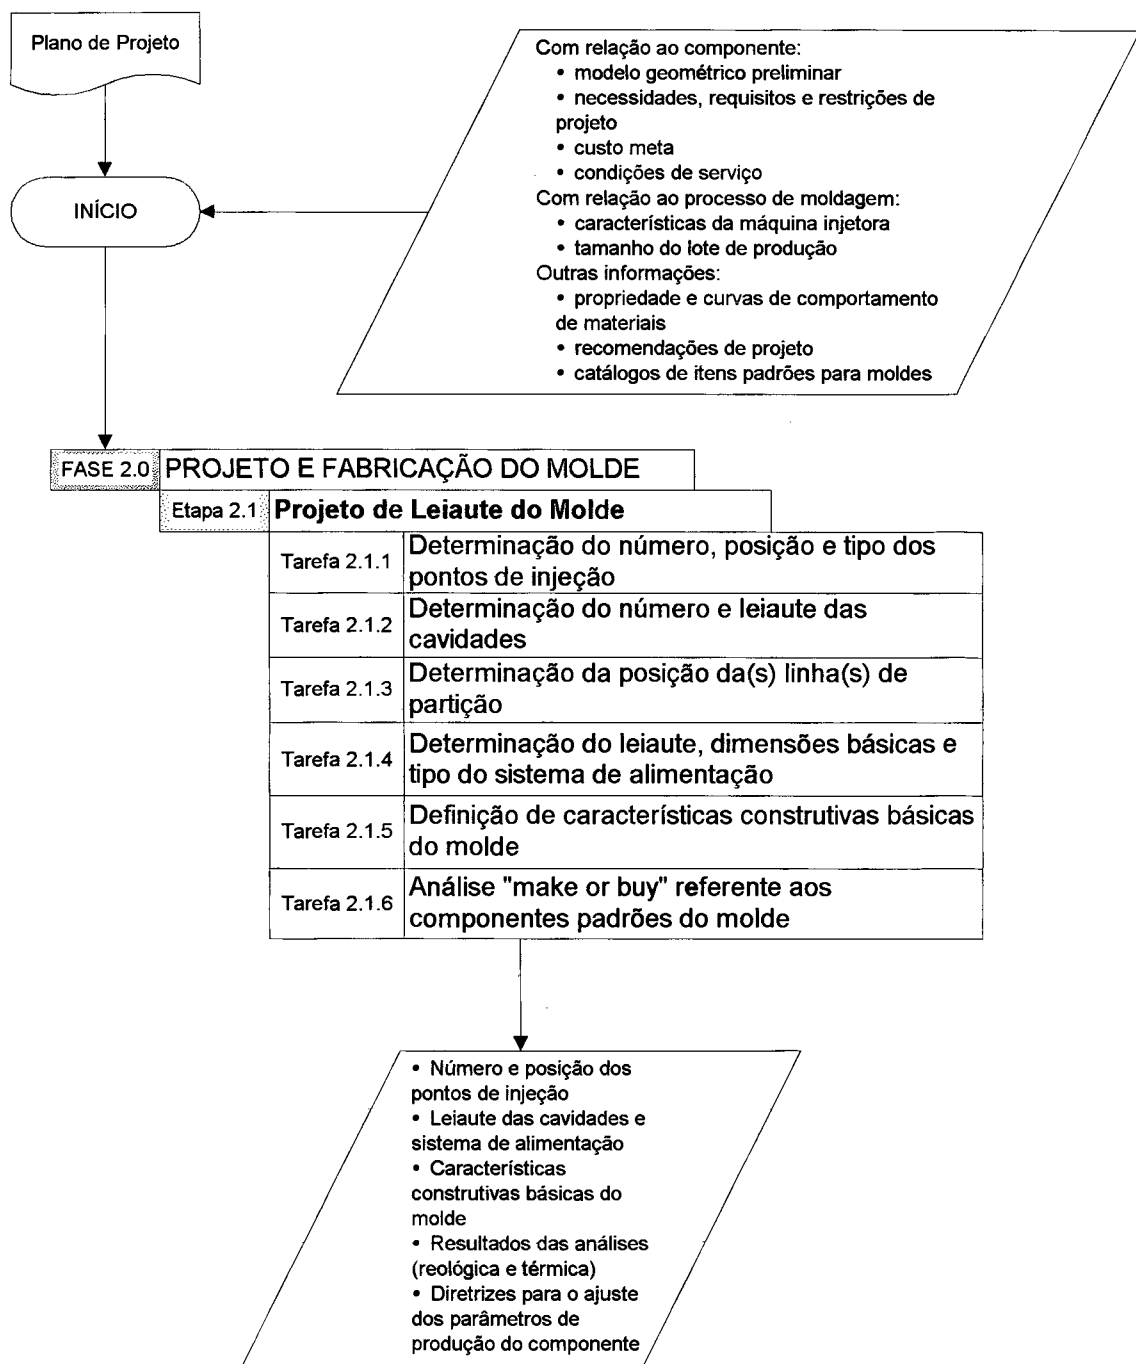 Plano de Projeto
Com relação ao componente:
• modelo geométrico preliminar
• necessidades, requisitos e restrições de
projeto
• custo meta
• condições de serviço
Com relação ao processo de moldagem:
• características da máquina injetora
• tamanho do lote de produção
Outras informações:
• propriedade e curvas de comportamento
de materiais
• recomendações de projeto
• catálogos de itens padrões para moldes
INÍCIO
FASE 2.0 PROJETO E FABRICAÇÃO DO MOLDE
Etapa 2.1 Projeto de Leiaute do Molde
Tarefa 2.1.1 Determinação do número, posição e tipo dos
pontos de injeção
Tarefa 2.1.2 Determinação do número e leiaute das
cavidades
Tarefa 2.1.3 Determinação da posição da(s) linha(s) de
partição
Tarefa 2.1.4 Determinação do leiaute, dimensões básicas e
tipo do sistema de alimentação
Tarefa 2.1.5 Definição de características construtivas básicas
do molde
Tarefa 2.1.6 Análise "make or buy" referente aos
componentes padrões do molde
• Número e posição dos
pontos de injeção
• Leiaute das cavidades e
sistema de alimentação
• Características
construtivas básicas do
molde
• Resultados das análises
(reológica e térmica)
• Diretrizes para o ajuste
dos parâmetros de
produção do componente